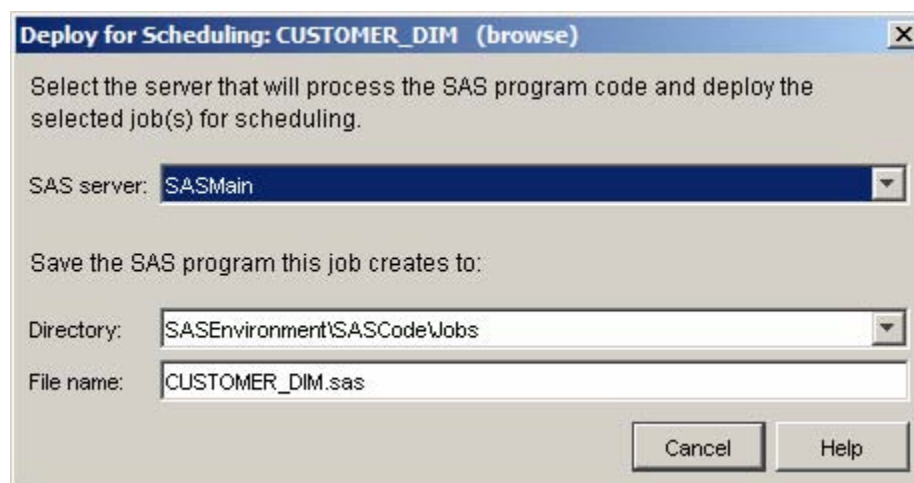 Deploy for Scheduling: CUSTOMER_DIM (browse)
Select the server that will process the SAS program code and deploy the
selected job(s) for scheduling.
SAS server: SASMain
Save the SAS program this job creates to:
Directory: SASEnvironment\SASCode\Jobs
File name: CUSTOMER_DIM.sas
Cancel Help